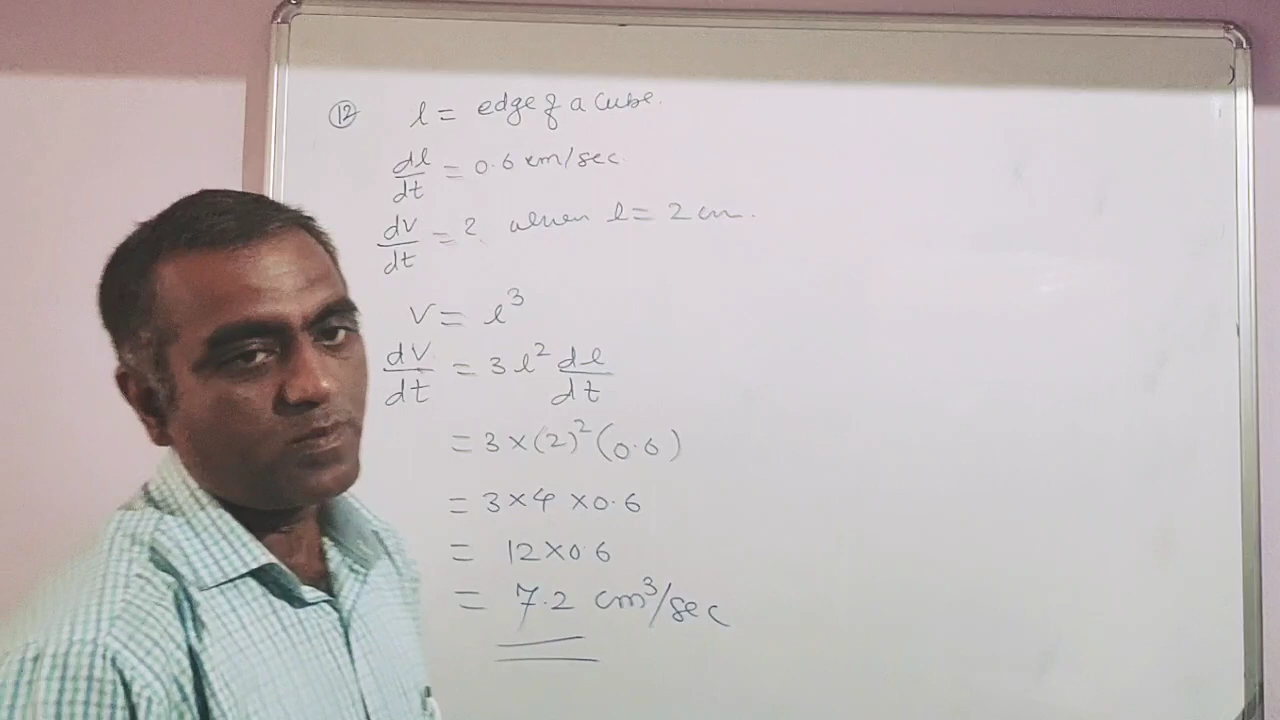 ⑫ l = edge of a cube.
dl/dt = 0.6 cm/sec.
dV/dt = ?. when l = 2 cm.
V = l³
dV/dt = 3l² dl/dt
= 3×(2)²(0.6)
= 3×4×0.6
= 12×0.6
= 7.2 cm³/sec